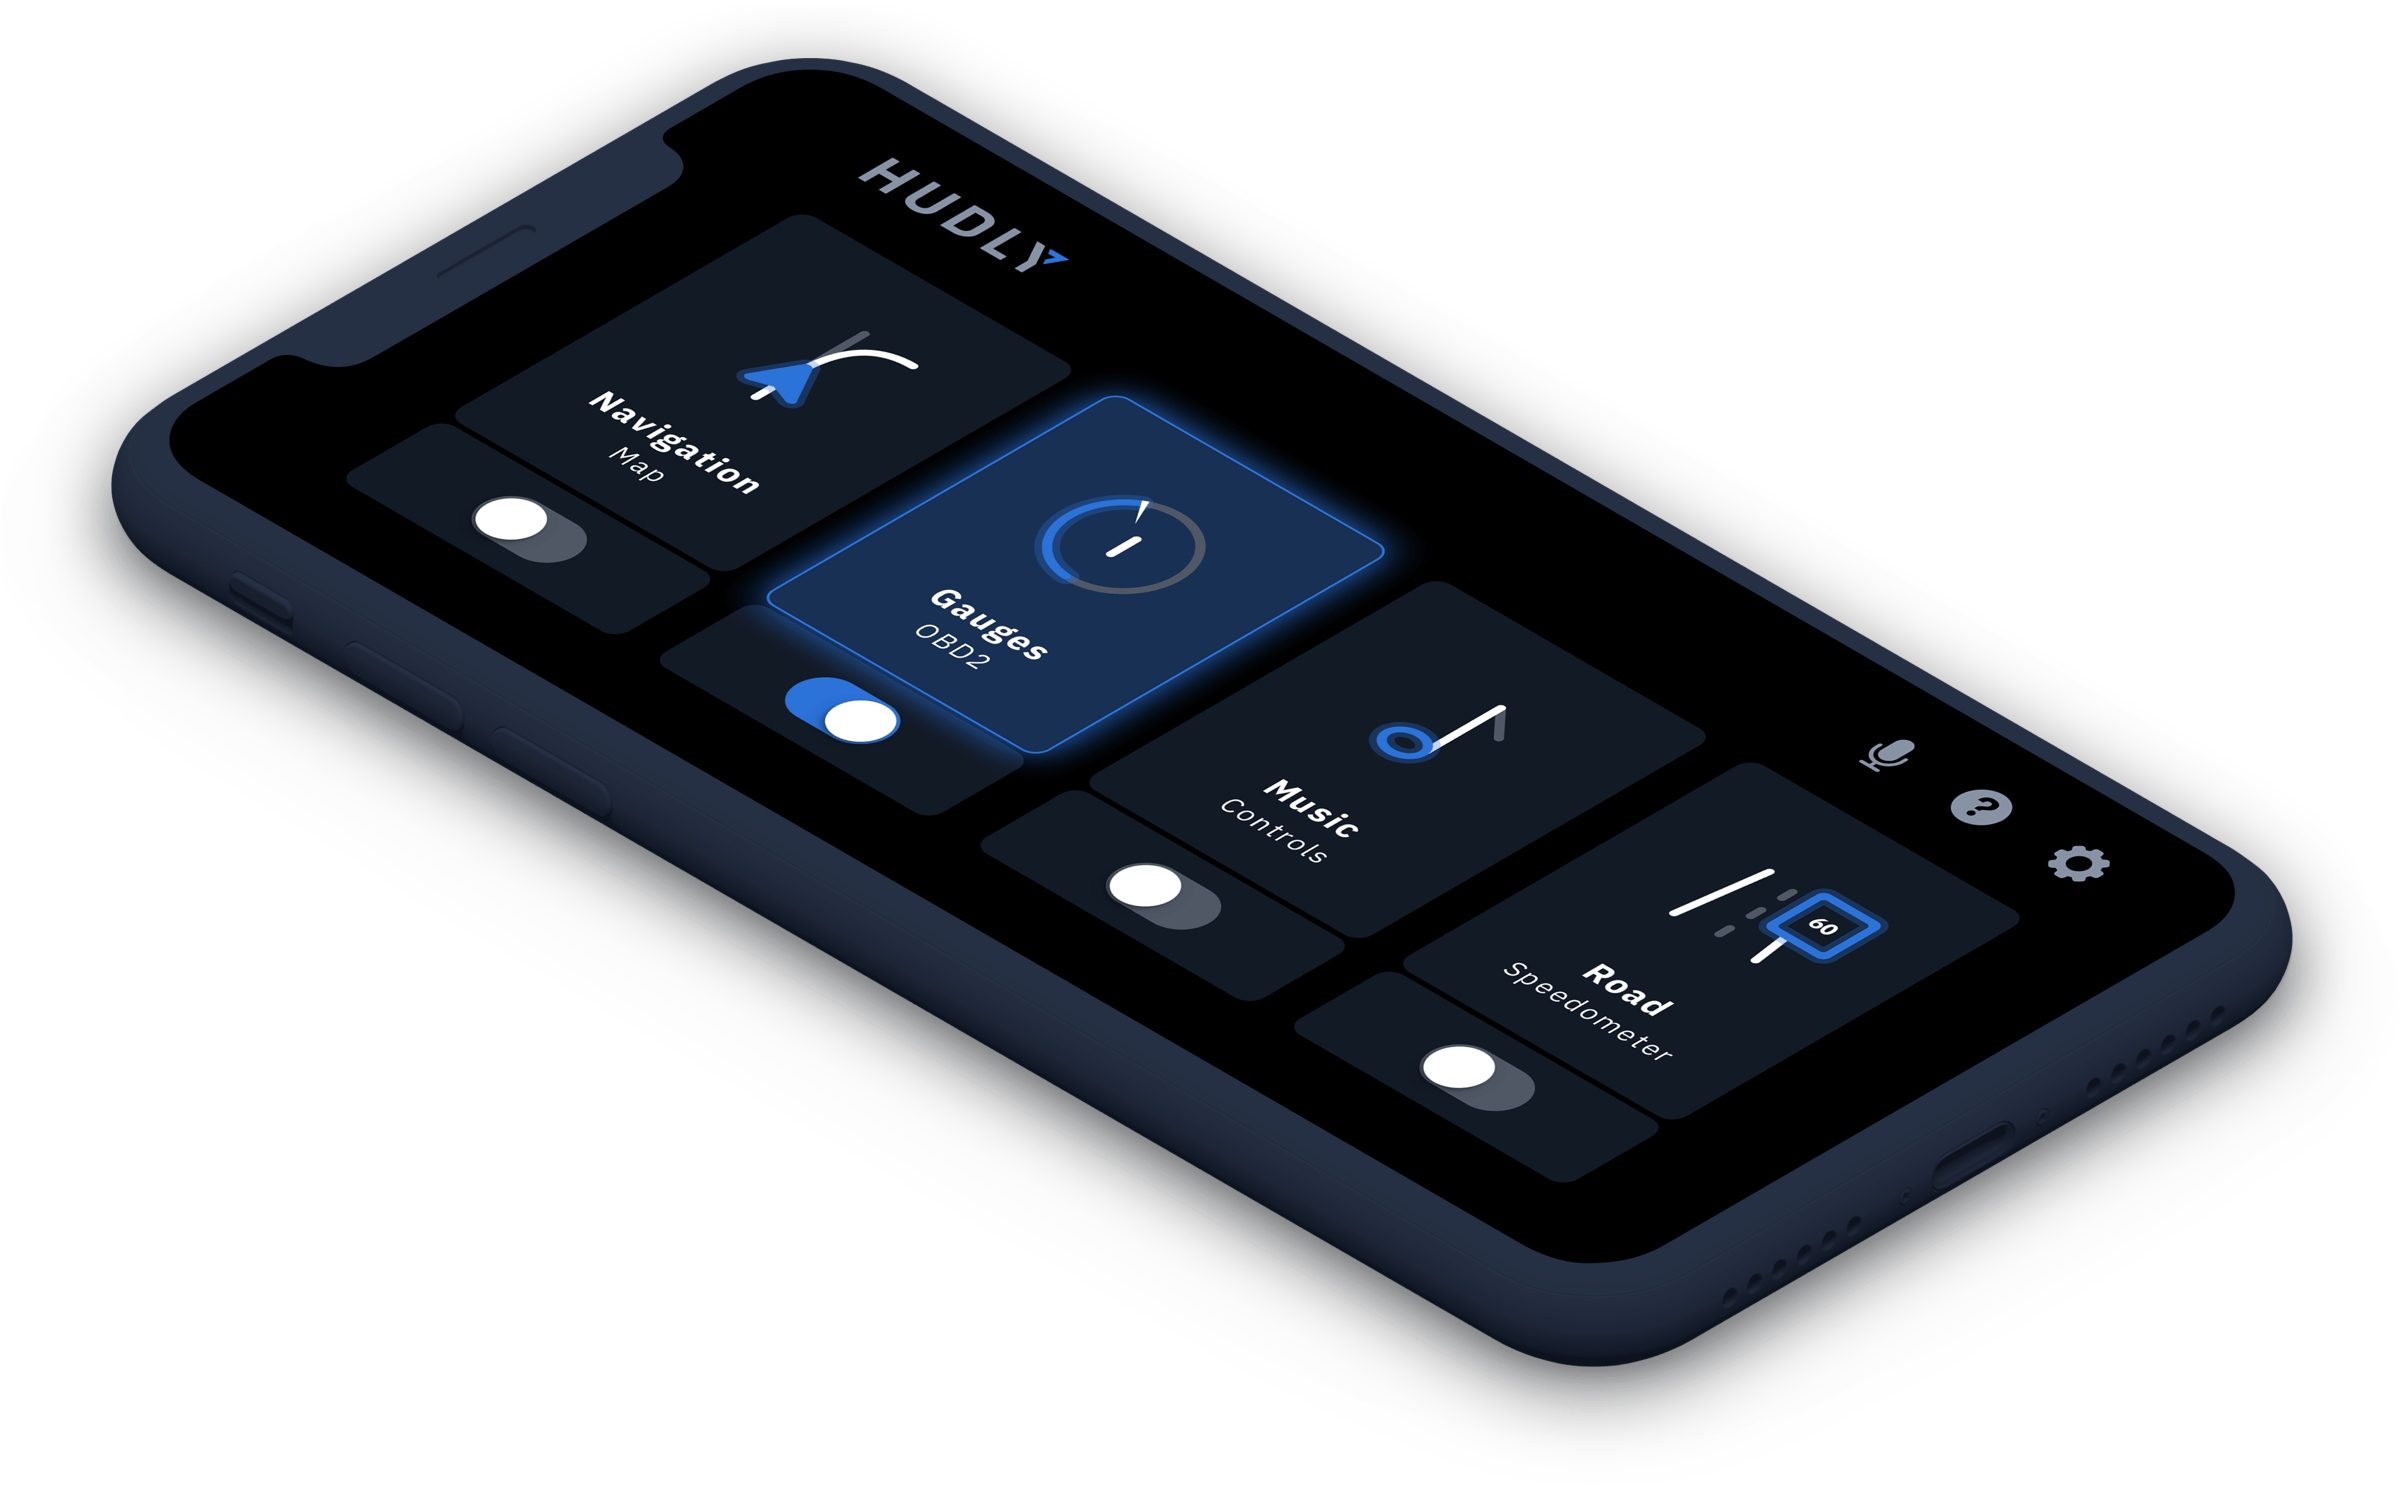 HUDLY
Navigation
Map
Gauges
OBD2
Music
Controls
60
Road
Speedometer
?